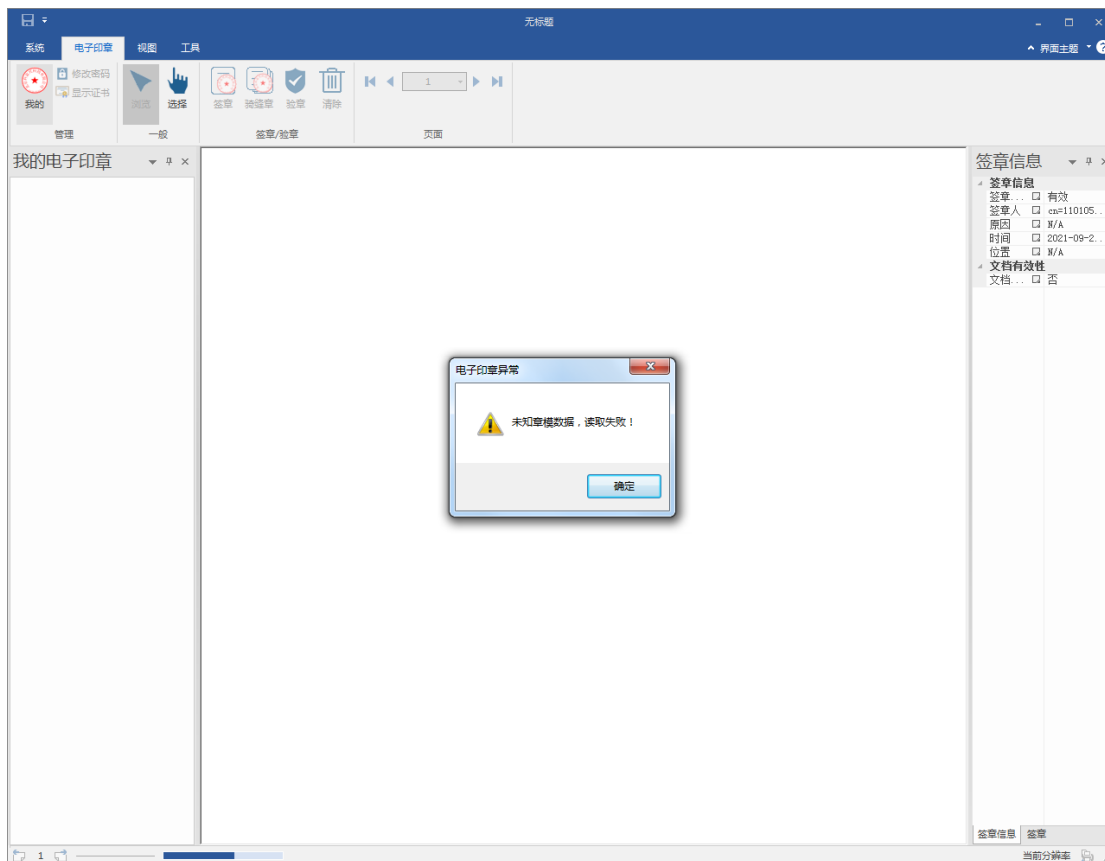 无标题
系统 电子印章 视图 工具
界面主题
我的
修改密码
显示证书
浏览 选择
签章 骑缝章 验章 清除
1
管理 一般 签章/验章 页面
我的电子印章
签章信息
签章信息
签章... 有效
签章人 cn=110105...
原因 N/A
时间 2021-09-2...
位置 N/A
文档有效性
文档... 否
电子印章异常
未知章模数据，读取失败！
确定
签章信息 签章
1
当前分辨率